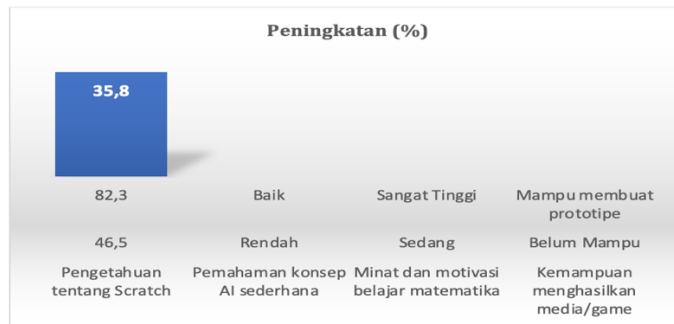 Peningkatan (%)
35,8
82,3 Baik Sangat Tinggi Mampu membuat
prototipe
46,5 Rendah Sedang Belum Mampu
Pengetahuan Pemahaman konsep Minat dan motivasi Kemampuan
tentang Scratch AI sederhana belajar matematika menghasilkan
media/game